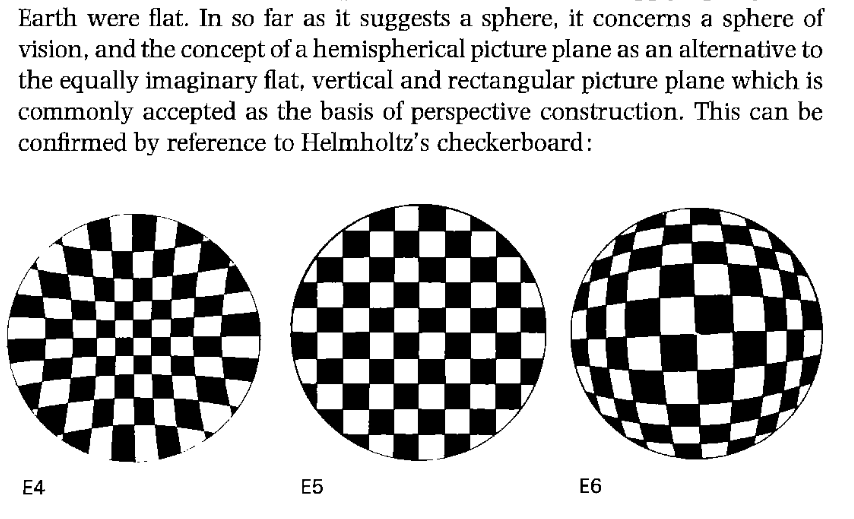 Earth were flat. In so far as it suggests a sphere, it concerns a sphere of
vision, and the concept of a hemispherical picture plane as an alternative to
the equally imaginary flat, vertical and rectangular picture plane which is
commonly accepted as the basis of perspective construction. This can be
confirmed by reference to Helmholtz's checkerboard:
E4
E5
E6